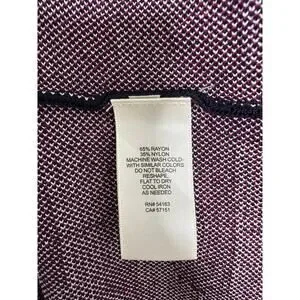 65% RAYON
35% NYLON
MACHINE WASH COLD-
WITH SIMILAR COLORS
DO NOT BLEACH
RESHAPE,
FLAT TO DRY
COOL IRON
AS NEEDED
RN# 54163
CA# 57151